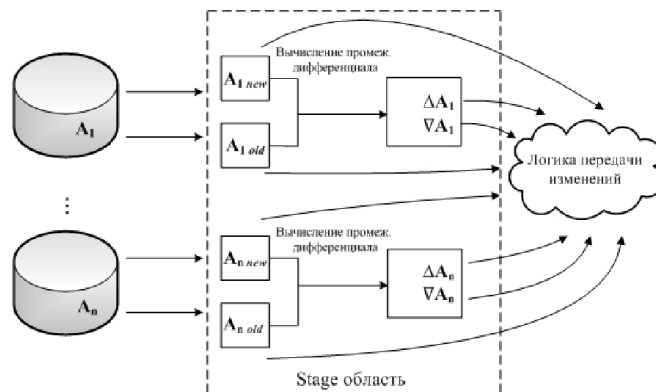 A₁
A₁ new
A₁ old
Вычисление промеж.
дифференциала
ΔA₁
∇A₁
Логика передачи
изменений
⋮
Aₙ
Aₙ new
Aₙ old
Вычисление промеж.
дифференциала
ΔAₙ
∇Aₙ
Stage область